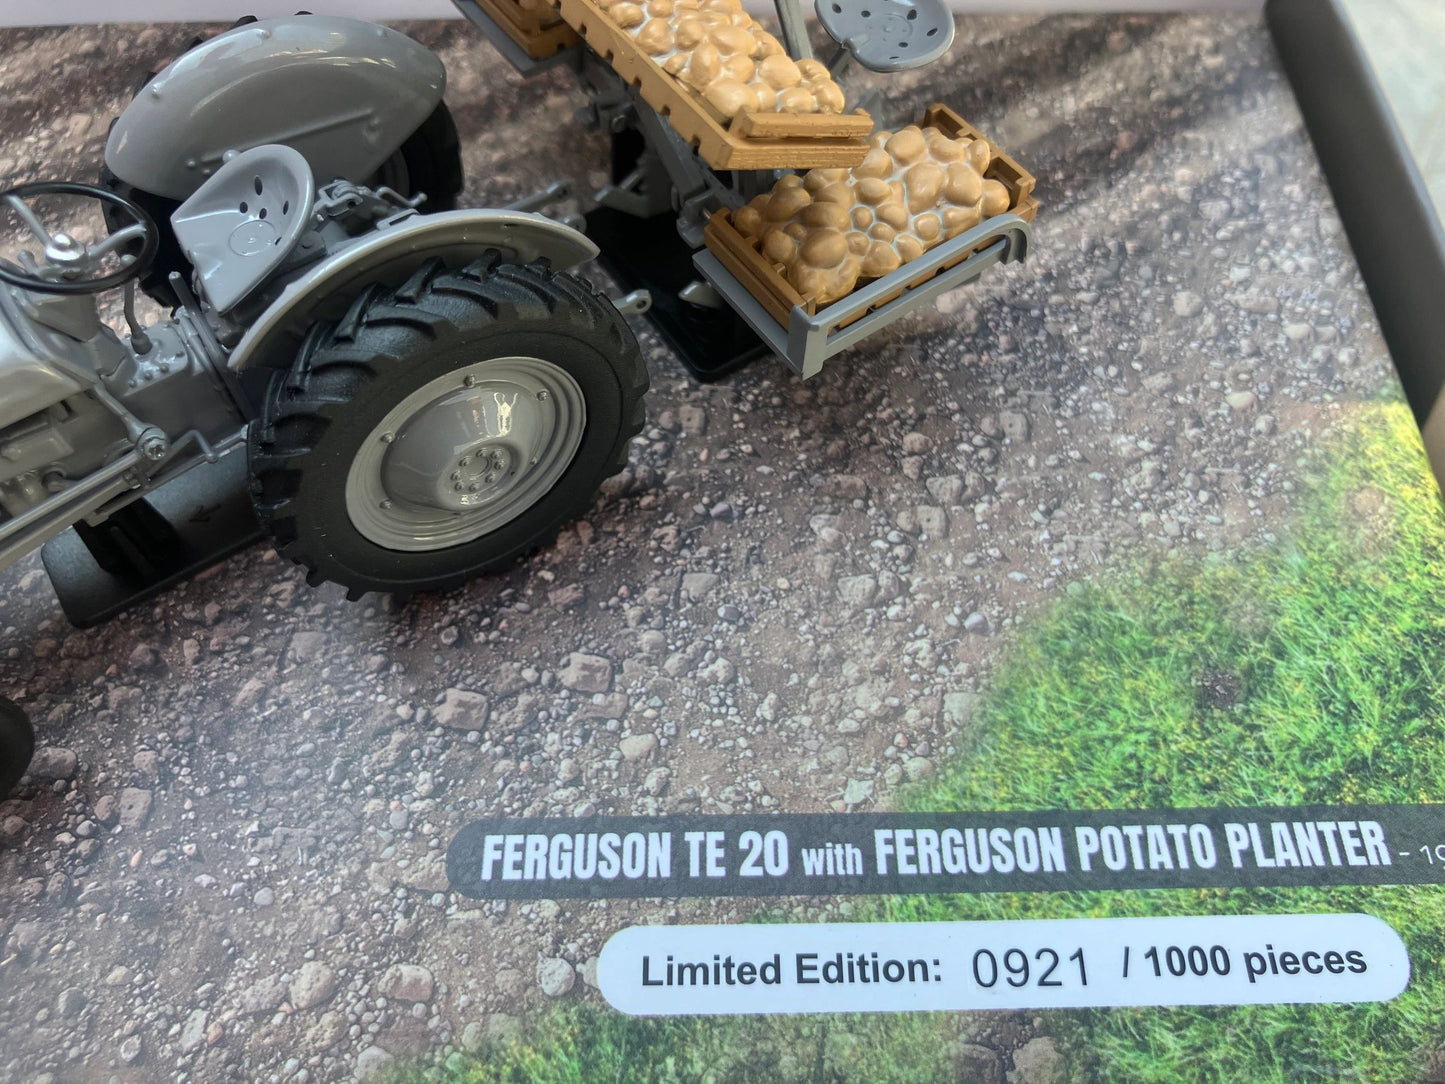 FERGUSON TE 20 with FERGUSON POTATO PLANTER -
Limited Edition: 0921 / 1000 pieces